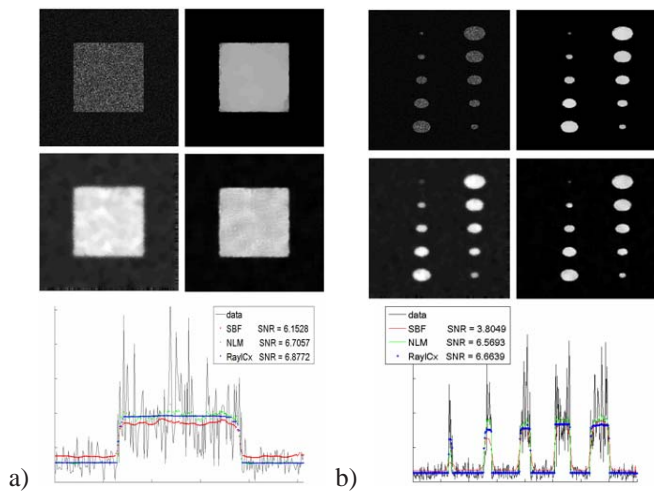 data
SBF SNR = 6.1528
NLM SNR = 6.7057
RaylCx SNR = 6.8772
data
SBF SNR = 3.8049
NLM SNR = 6.5693
RaylCx SNR = 6.6639
a)
b)